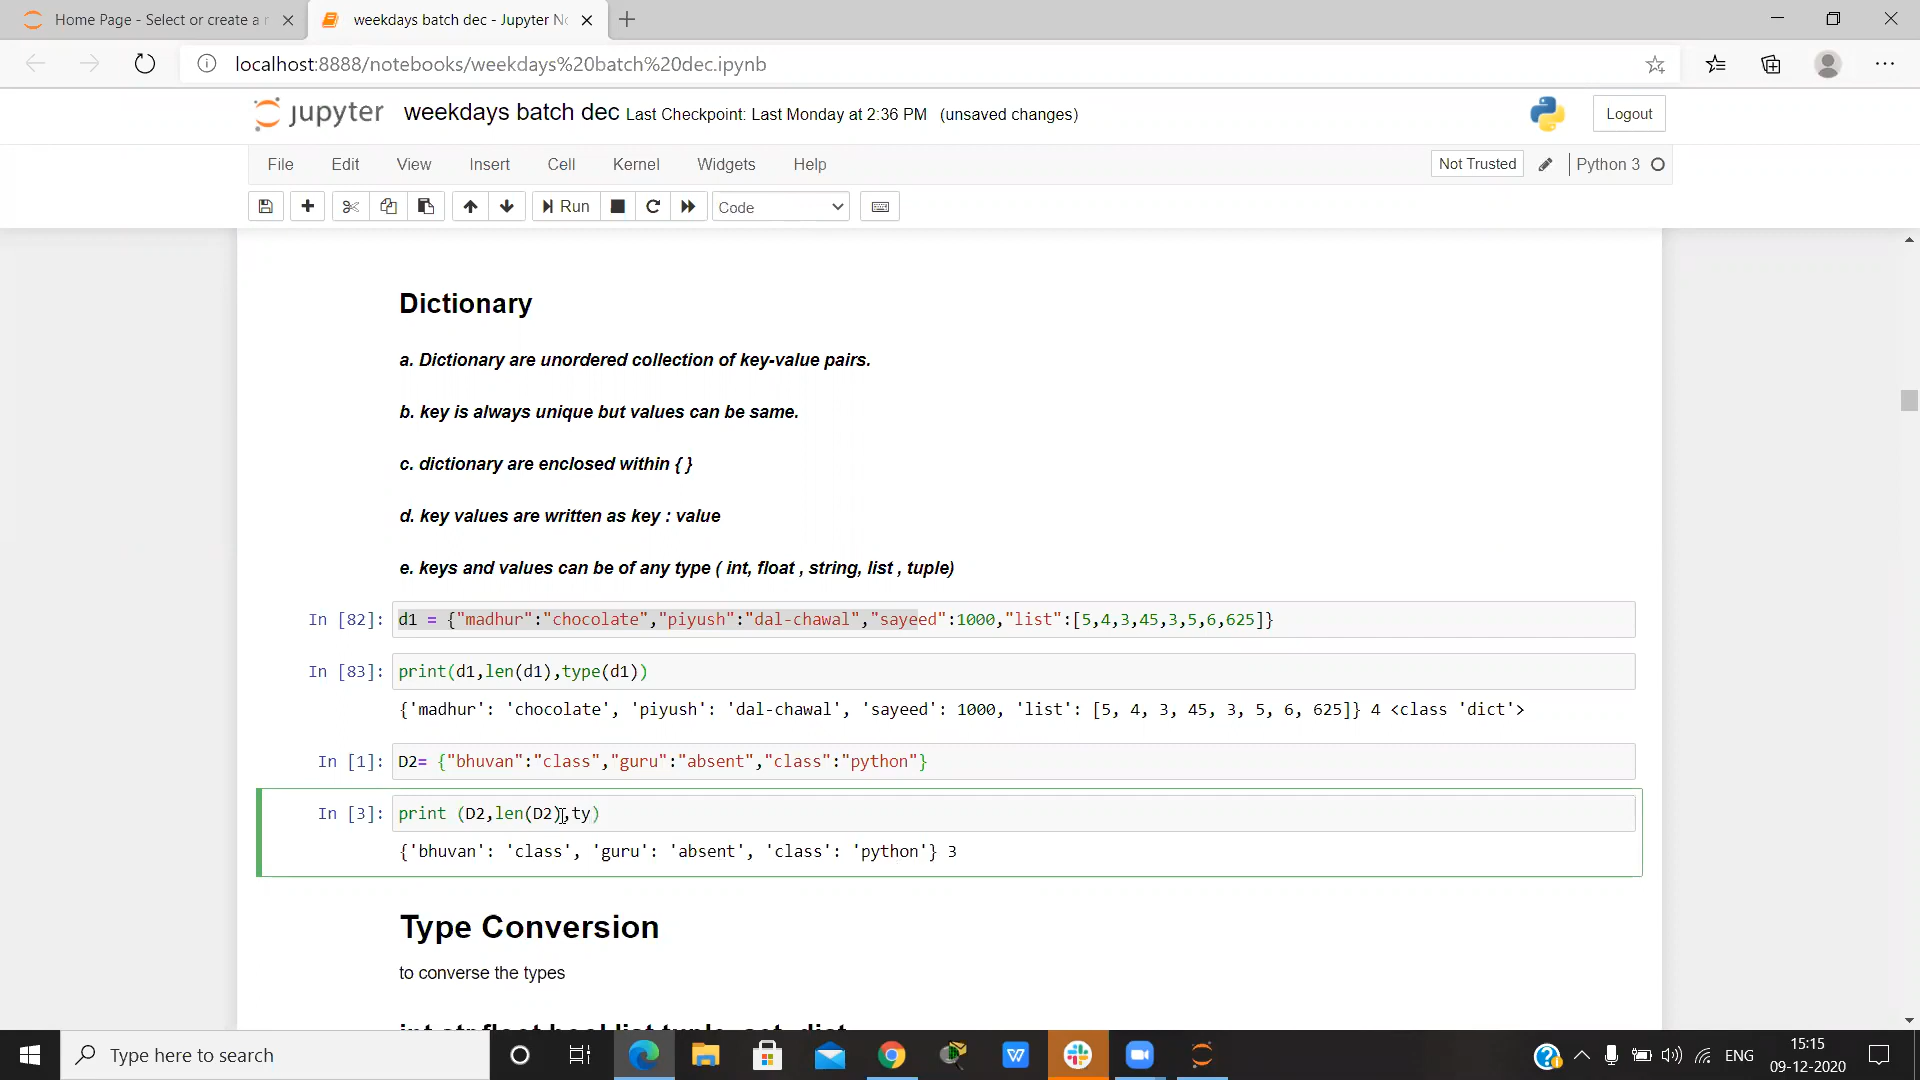 Home Page - Select or create a n
weekdays batch dec - Jupyter No
localhost:8888/notebooks/weekdays%20batch%20dec.ipynb
jupyter weekdays batch dec Last Checkpoint: Last Monday at 2:36 PM (unsaved changes)
Logout
File Edit View Insert Cell Kernel Widgets Help
Not Trusted
Python 3
Run
Code
Dictionary
a. Dictionary are unordered collection of key-value pairs.
b. key is always unique but values can be same.
c. dictionary are enclosed within { }
d. key values are written as key : value
e. keys and values can be of any type ( int, float , string, list , tuple)
In [82]: d1 = {"madhur":"chocolate","piyush":"dal-chawal","sayeed":1000,"list":[5,4,3,45,3,5,6,625]}
In [83]: print(d1,len(d1),type(d1))
{'madhur': 'chocolate', 'piyush': 'dal-chawal', 'sayeed': 1000, 'list': [5, 4, 3, 45, 3, 5, 6, 625]} 4 <class 'dict'>
In [1]: D2= {"bhuvan":"class","guru":"absent","class":"python"}
In [3]: print (D2,len(D2),ty)
{'bhuvan': 'class', 'guru': 'absent', 'class': 'python'} 3
Type Conversion
to converse the types
Type here to search
W
ENG
15:15
09-12-2020